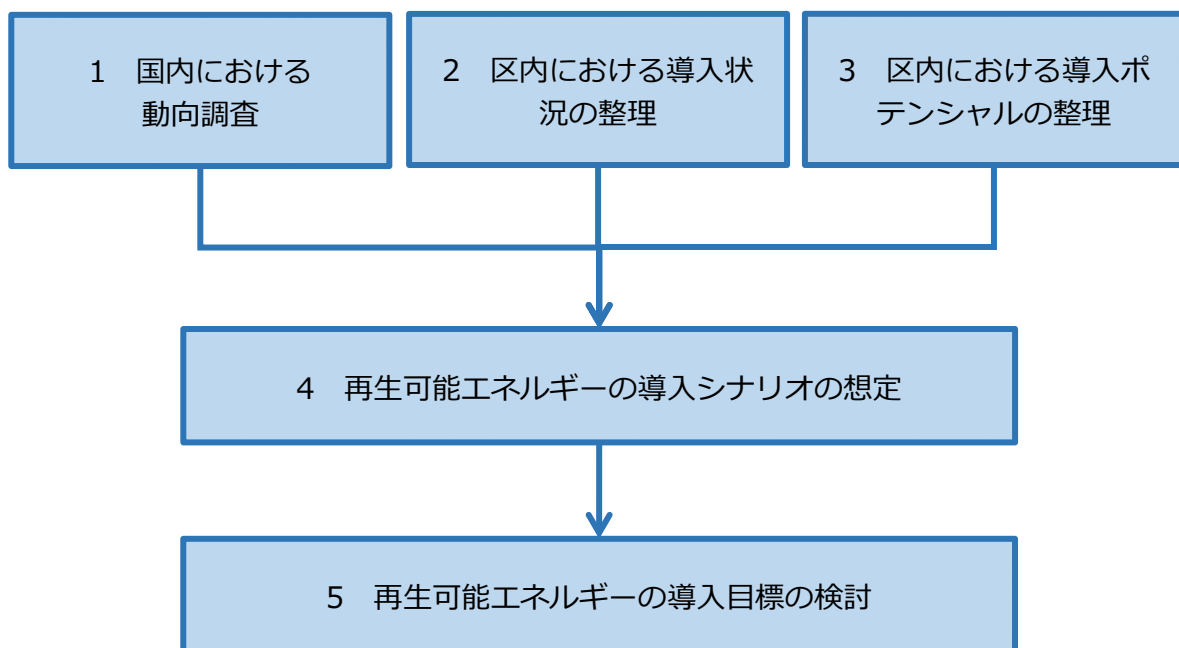 1　国内における
動向調査
2　区内における導入状
況の整理
3　区内における導入ポ
テンシャルの整理
4　再生可能エネルギーの導入シナリオの想定
5　再生可能エネルギーの導入目標の検討